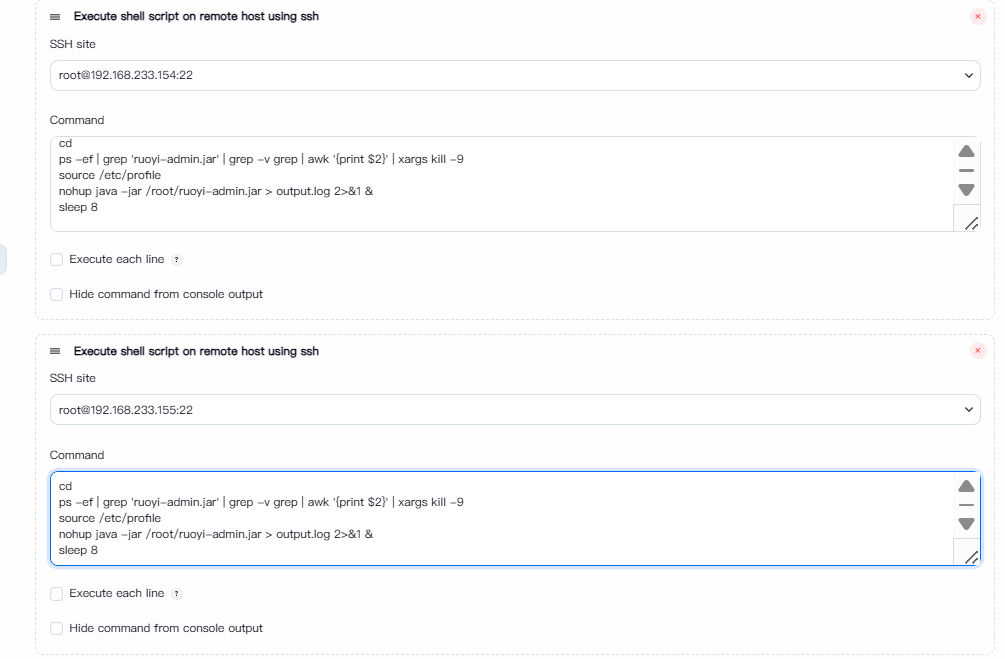 Execute shell script on remote host using ssh
SSH site
root@192.168.233.154:22
Command
cd
ps -ef | grep 'ruoyi-admin.jar' | grep -v grep | awk '{print $2}' | xargs kill -9
source /etc/profile
nohup java -jar /root/ruoyi-admin.jar > output.log 2>&1 &
sleep 8
Execute each line ?
Hide command from console output
Execute shell script on remote host using ssh
SSH site
root@192.168.233.155:22
Command
cd
ps -ef | grep 'ruoyi-admin.jar' | grep -v grep | awk '{print $2}' | xargs kill -9
source /etc/profile
nohup java -jar /root/ruoyi-admin.jar > output.log 2>&1 &
sleep 8
Execute each line ?
Hide command from console output